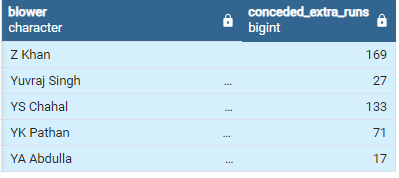 blower conceded_extra_runs
character bigint
Z Khan 169
Yuvraj Singh ... 27
YS Chahal ... 133
YK Pathan ... 71
YA Abdulla ... 17